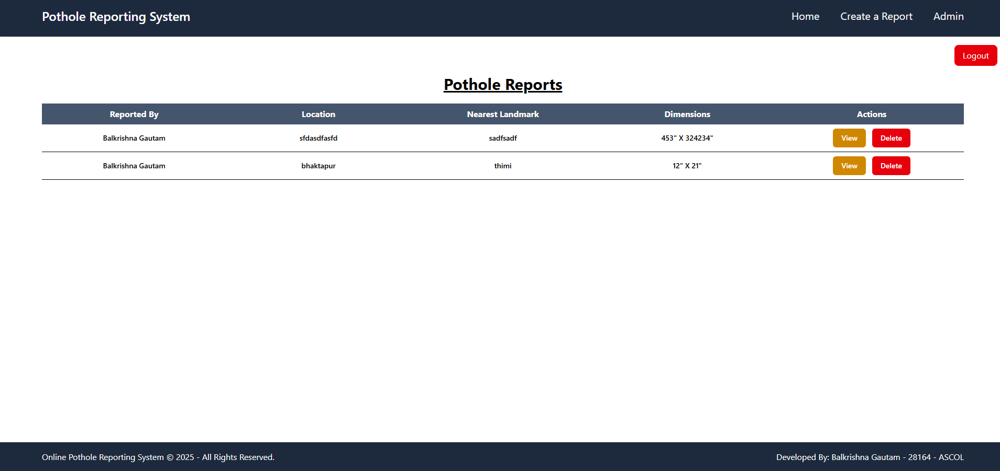 Pothole Reporting System
Home Create a Report Admin
Logout
Pothole Reports
Reported By Location Nearest Landmark Dimensions Actions
Balkrishna Gautam sfdasdfasfd sadfsadf 453" X 324234" View Delete
Balkrishna Gautam bhaktapur thimi 12" X 21" View Delete
Online Pothole Reporting System © 2025 - All Rights Reserved. Developed By: Balkrishna Gautam - 28164 - ASCOL